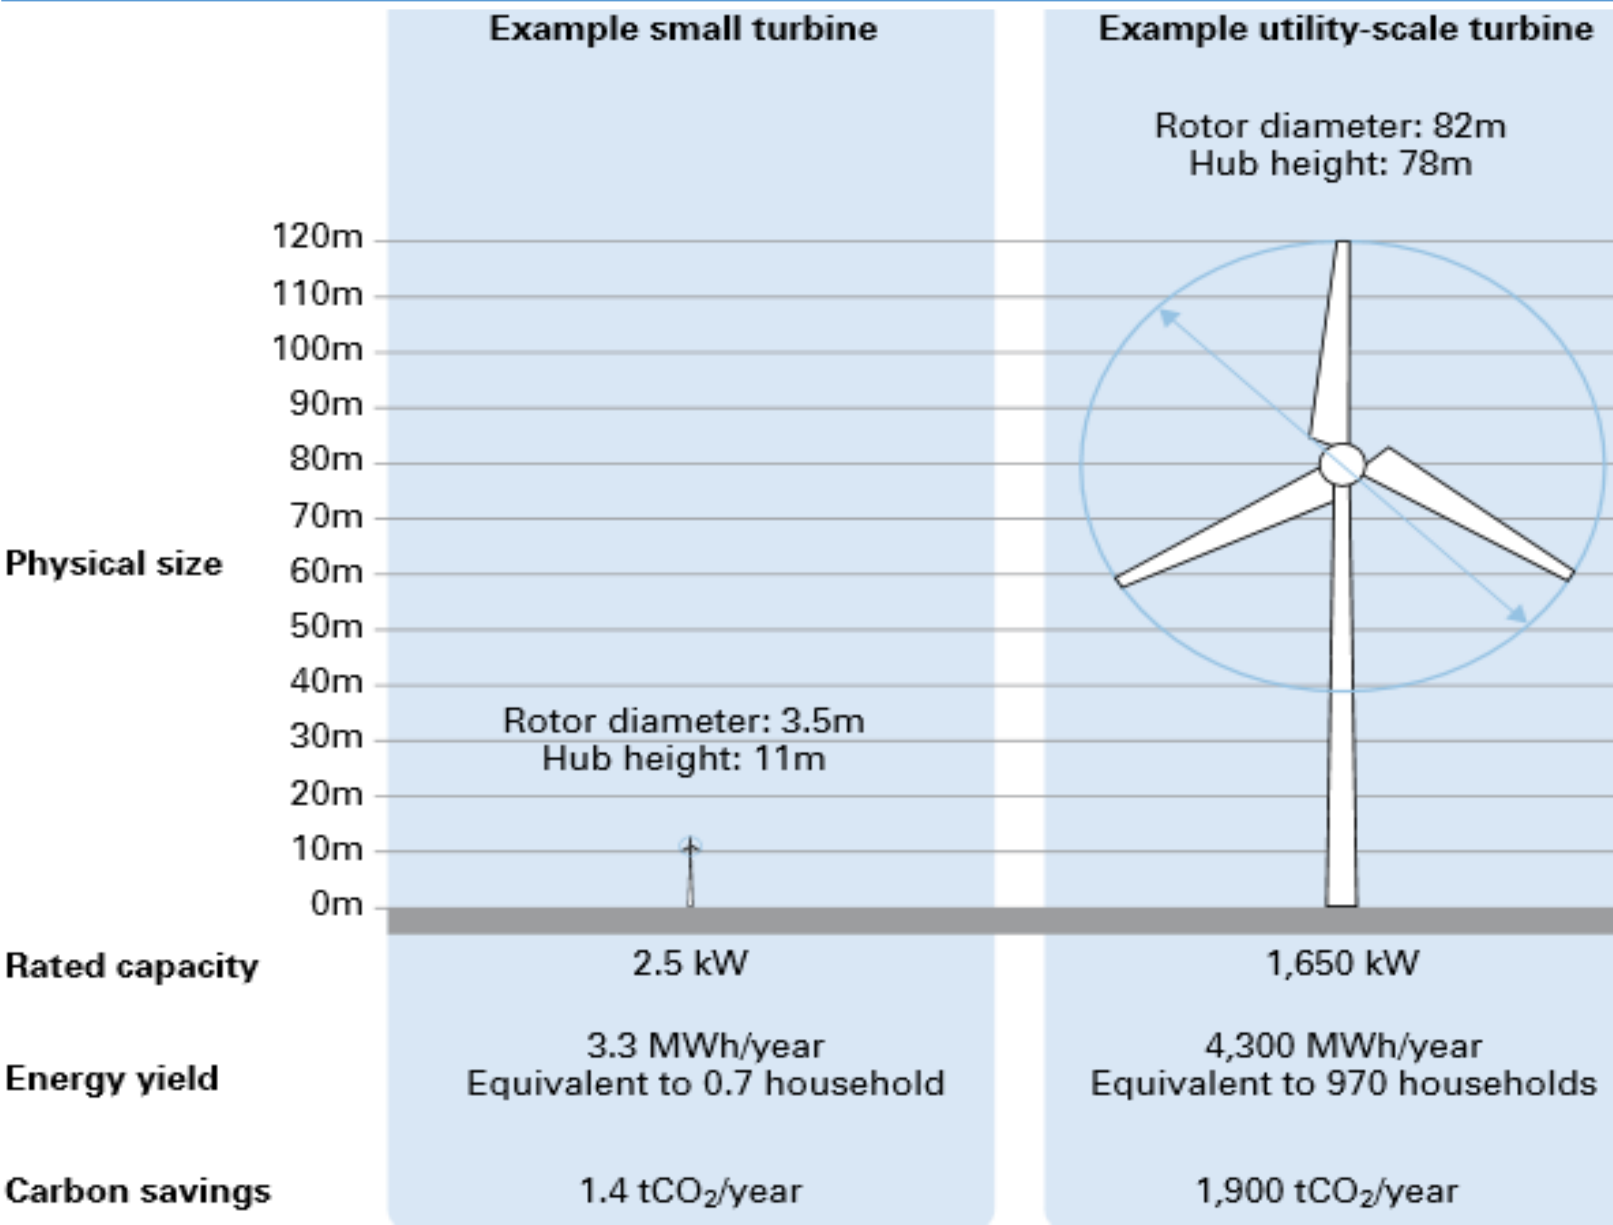 Example small turbine
Example utility-scale turbine
Rotor diameter: 82m
Hub height: 78m
120m
110m
100m
90m
80m
70m
Physical size
60m
50m
40m
Rotor diameter: 3.5m
30m
Hub height: 11m
20m
10m
0m
Rated capacity
2.5 kW
1,650 kW
Energy yield
3.3 MWh/year
Equivalent to 0.7 household
4,300 MWh/year
Equivalent to 970 households
Carbon savings
1.4 tCO₂/year
1,900 tCO₂/year